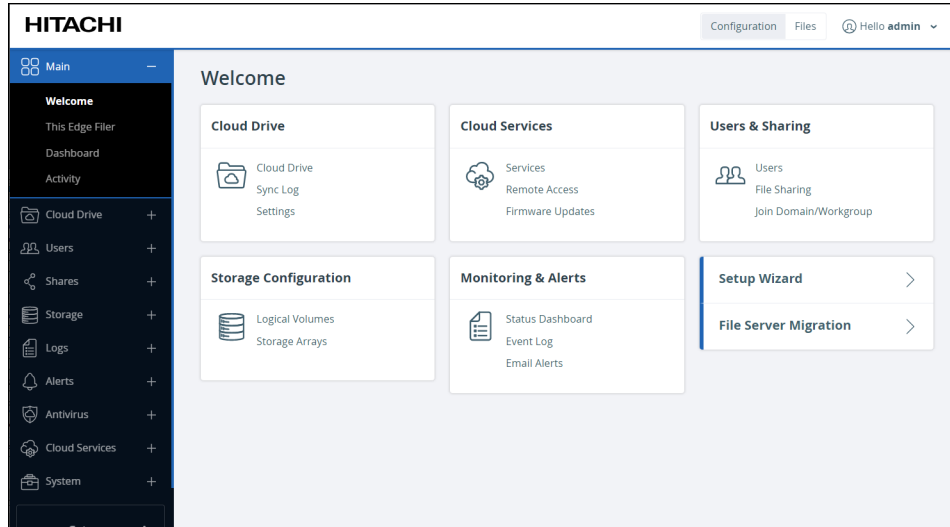 HITACHI
Configuration Files Hello admin
Main
Welcome
This Edge Filer
Dashboard
Activity
Cloud Drive
Users
Shares
Storage
Logs
Alerts
Antivirus
Cloud Services
System
Welcome
Cloud Drive
Cloud Drive
Sync Log
Settings
Cloud Services
Services
Remote Access
Firmware Updates
Users & Sharing
Users
File Sharing
Join Domain/Workgroup
Storage Configuration
Logical Volumes
Storage Arrays
Monitoring & Alerts
Status Dashboard
Event Log
Email Alerts
Setup Wizard
File Server Migration